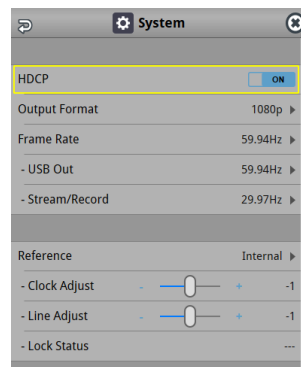 System
HDCP ON
Output Format 1080p
Frame Rate 59.94Hz
- USB Out 59.94Hz
- Stream/Record 29.97Hz
Reference Internal
- Clock Adjust - + -1
- Line Adjust - + -1
- Lock Status ---